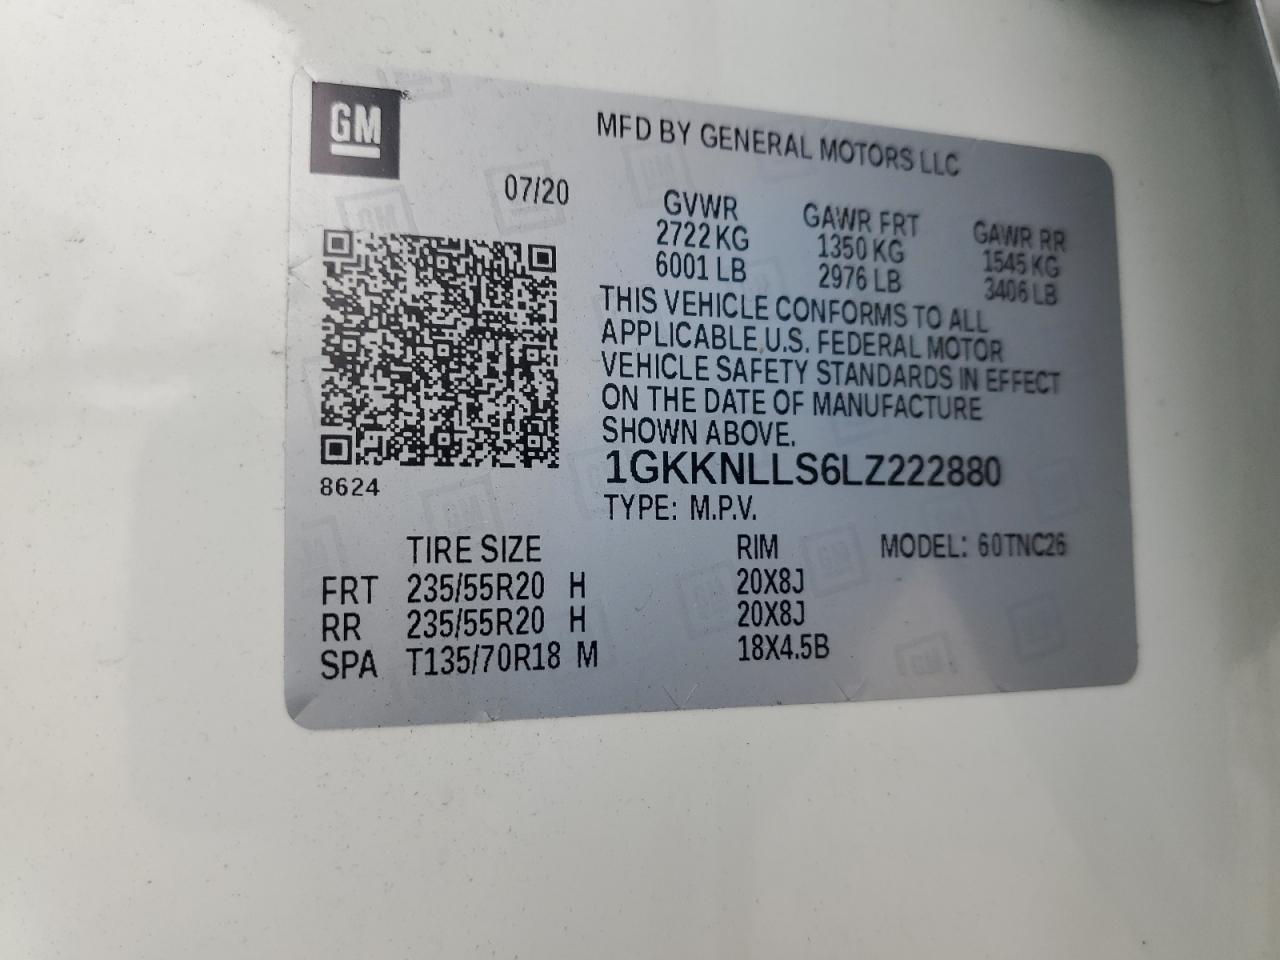 GM
MFD BY GENERAL MOTORS LLC
07/20
GVWR GAWR FRT GAWR RR
2722 KG 1350 KG 1545 KG
6001 LB 2976 LB 3406 LB
THIS VEHICLE CONFORMS TO ALL
APPLICABLE U.S. FEDERAL MOTOR
VEHICLE SAFETY STANDARDS IN EFFECT
ON THE DATE OF MANUFACTURE
SHOWN ABOVE.
1GKKNLLS6LZ222880
8624
TYPE: M.P.V.
TIRE SIZE RIM MODEL: 60TNC26
FRT 235/55R20 H 20X8J
RR 235/55R20 H 20X8J
SPA T135/70R18 M 18X4.5B